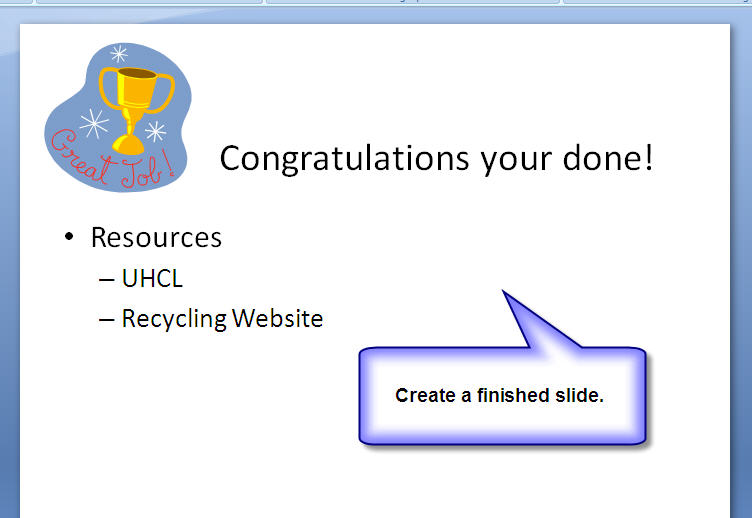 Great Job!
Congratulations your done!
• Resources
– UHCL
– Recycling Website
Create a finished slide.